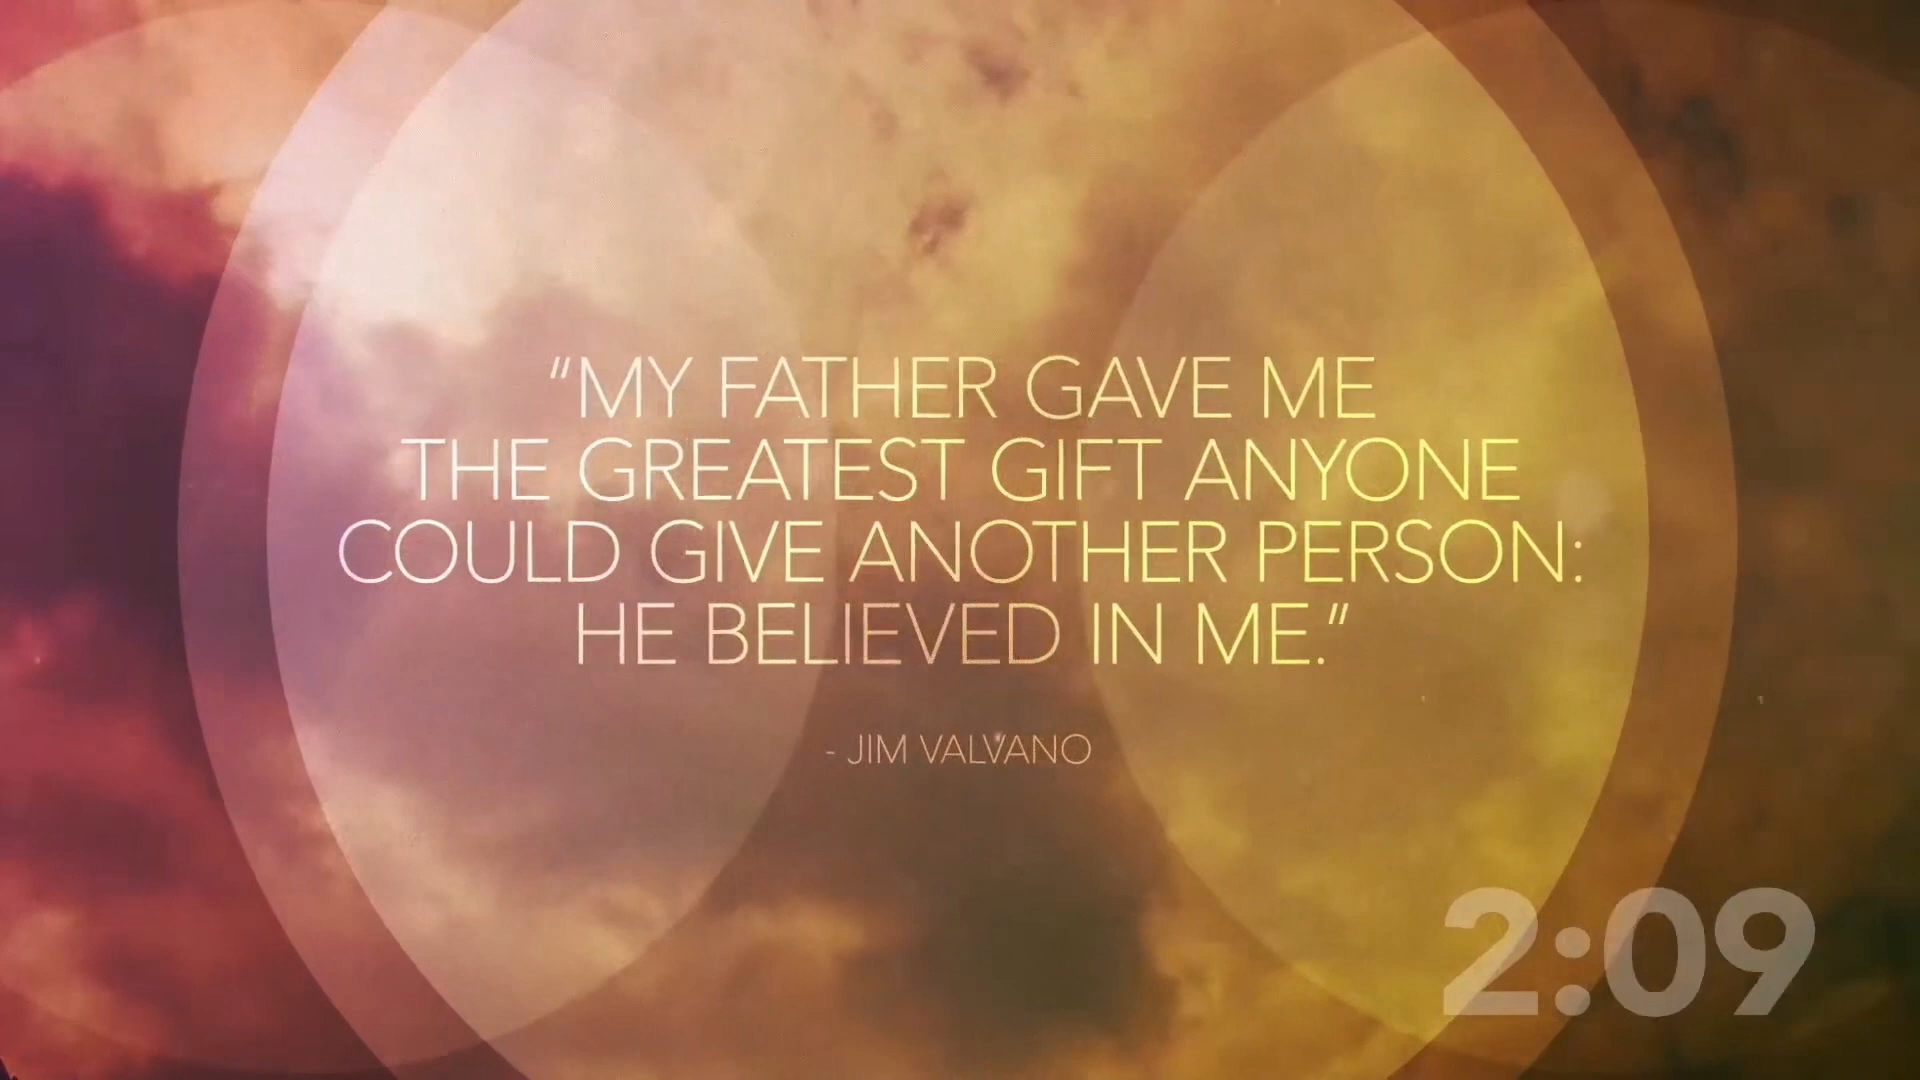 “MY FATHER GAVE ME
THE GREATEST GIFT ANYONE
COULD GIVE ANOTHER PERSON:
HE BELIEVED IN ME.”
- JIM VALVANO
2:09